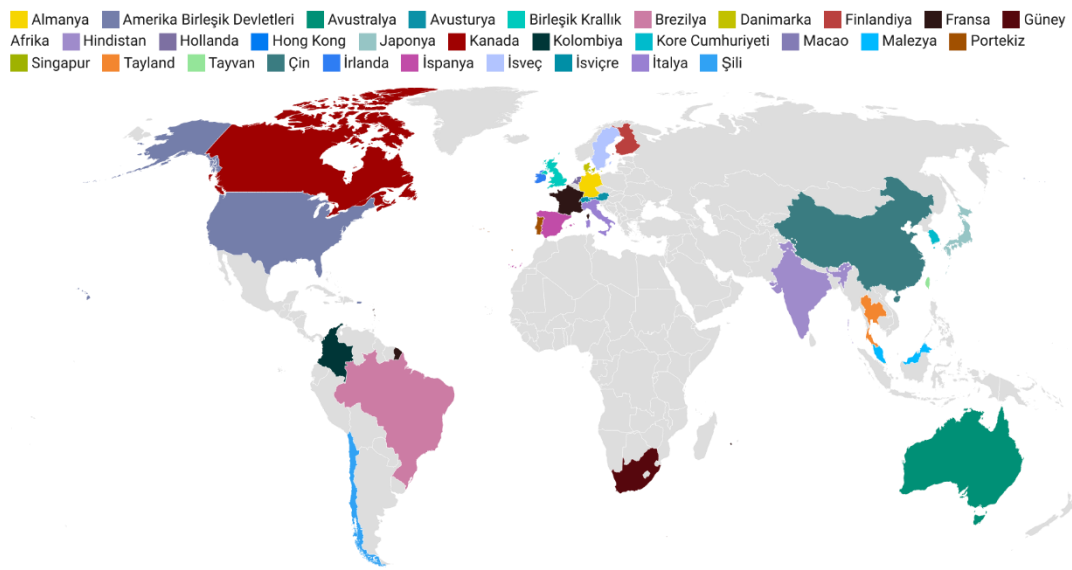 Almanya Amerika Birleşik Devletleri Avustralya Avusturya Birleşik Krallık Brezilya Danimarka Finlandiya Fransa Güney
Afrika Hindistan Hollanda Hong Kong Japonya Kanada Kolombiya Kore Cumhuriyeti Macao Malezya Portekiz
Singapur Tayland Tayvan Çin İrlanda İspanya İsveç İsviçre İtalya Şili